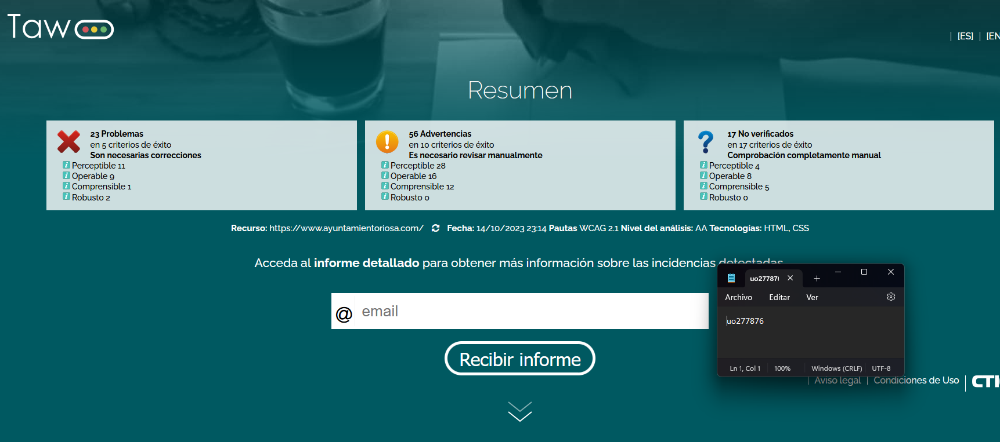 Taw
[ES]
[EN
Resumen
23 Problemas
en 5 criterios de éxito
Son necesarias correcciones
Perceptible 11
Operable 9
Comprensible 1
Robusto 2
56 Advertencias
en 10 criterios de éxito
Es necesario revisar manualmente
Perceptible 28
Operable 16
Comprensible 12
Robusto 0
17 No verificados
en 17 criterios de éxito
Comprobación completamente manual
Perceptible 4
Operable 8
Comprensible 5
Robusto 0
Recurso: https://www.ayuntamientoriosa.com/ Fecha: 14/10/2023 23:14 Pautas WCAG 2.1 Nivel del análisis: AA Tecnologías: HTML, CSS
Acceda al informe detallado para obtener más información sobre las incidencias detectadas
@ email
Recibir informe
uo277876
Archivo Editar Ver
uo277876
Ln 1, Col 1 100% Windows (CRLF) UTF-8
Aviso legal Condiciones de Uso CTI